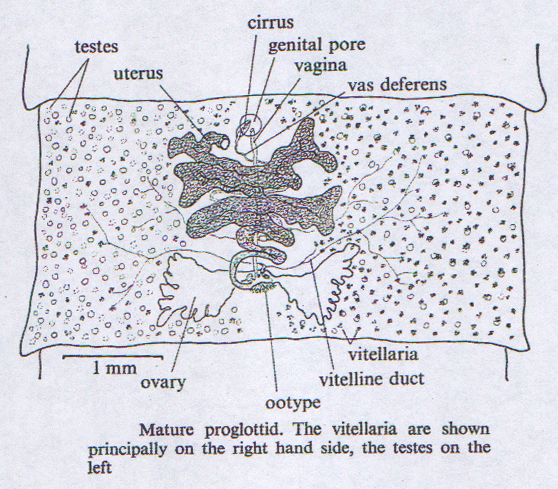 cirrus
testes
genital pore
uterus
vagina
vas deferens
1 mm
ovary
ootype
vitellaria
vitelline duct
Mature proglottid. The vitellaria are shown
principally on the right hand side, the testes on the
left